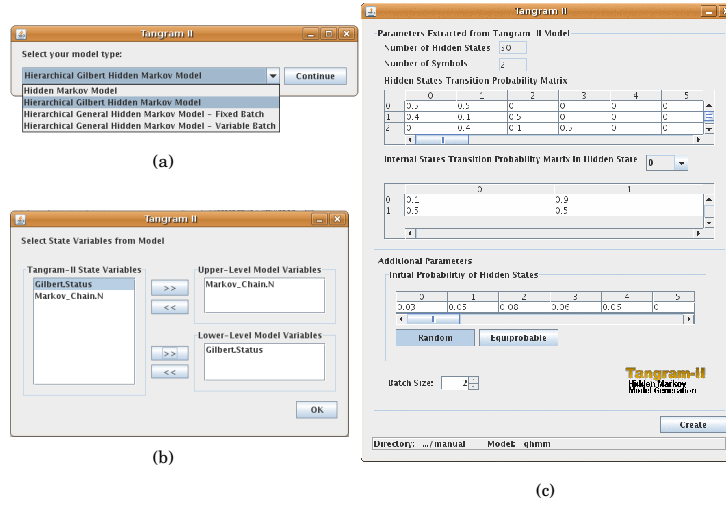 Tangram II
Select your model type:
Hierarchical Gilbert Hidden Markov Model
Continue
Hidden Markov Model
Hierarchical Gilbert Hidden Markov Model
Hierarchical General Hidden Markov Model - Fixed Batch
Hierarchical General Hidden Markov Model - Variable Batch
(a)
Tangram II
Select State Variables from Model
Tangram-II State Variables
Gilbert.Status
Markov_Chain.N
>>
<<
>>
<<
Upper-Level Model Variables
Markov_Chain.N
Lower-Level Model Variables
Gilbert.Status
OK
(b)
Tangram II
Parameters Extracted from Tangram-II Model
Number of Hidden States
Number of Symbols 2
Hidden States Transition Probability Matrix
0 1 2 3 4 5
0 0.5 0.5 0 0 0 0
1 0.4 0.1 0.5 0 0 0
2 0 0.4 0.1 0.5 0 0
Internal States Transition Probability Matrix in Hidden State 0
0 1
0 0.1 0.9
1 0.5 0.5
Additional Parameters
Initial Probability of Hidden States
0 1 2 3 4 5
0.03 0.05 0.08 0.06 0.05 0
Random Equiprobable
Batch Size: 2
Tangram-II
Hidden Markov
Model Generation
Create
Directory: .../manual Model: ghmm
(c)